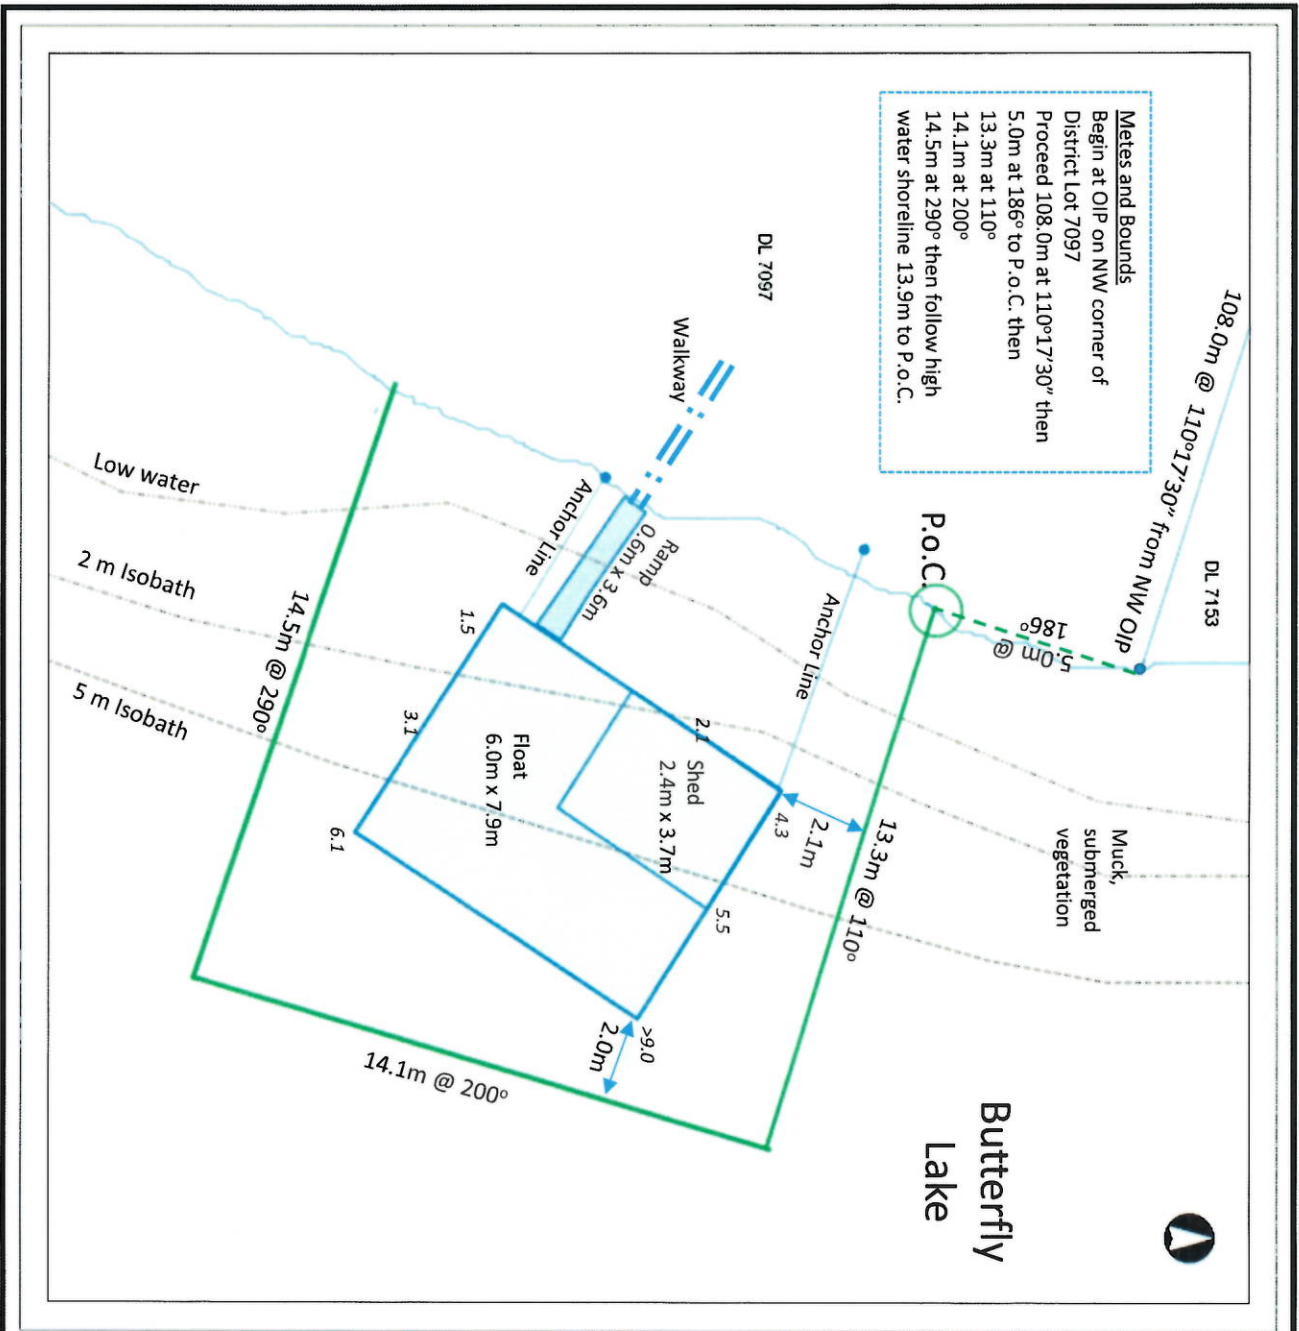 Metes and Bounds
Begin at OIP on NW corner of
District Lot 7097
Proceed 108.0m at 110°17'30" then
5.0m at 186° to P.o.C. then
13.3m at 110°
14.1m at 200°
14.5m at 290° then follow high
water shoreline 13.9m to P.o.C.
108.0m @ 110°17'30" from NW OIp
DL 7153
5.0m @
186°
P.o.C.
DL 7097
Walkway
Anchor Line
Ramp
0.6m x 3.6m
Anchor Line
Low water
2 m Isobath
5 m Isobath
Muck,
submerged
vegetation
13.3m @ 110°
2.1m
4.3
2.1
Shed
2.4m x 3.7m
5.5
Float
6.0m x 7.9m
1.5
3.1
6.1
>9.0
2.0m
14.5m @ 290°
14.1m @ 200°
Butterfly
Lake